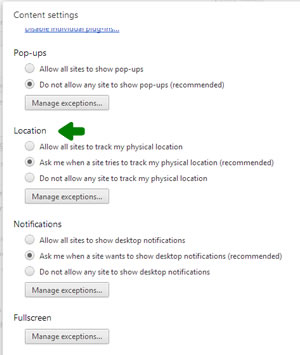 Content settings
Disable individual plug-ins...
Pop-ups
Allow all sites to show pop-ups
Do not allow any site to show pop-ups (recommended)
Manage exceptions...
Location
Allow all sites to track my physical location
Ask me when a site tries to track my physical location (recommended)
Do not allow any site to track my physical location
Manage exceptions...
Notifications
Allow all sites to show desktop notifications
Ask me when a site wants to show desktop notifications (recommended)
Do not allow any site to show desktop notifications
Manage exceptions...
Fullscreen
Manage exceptions...